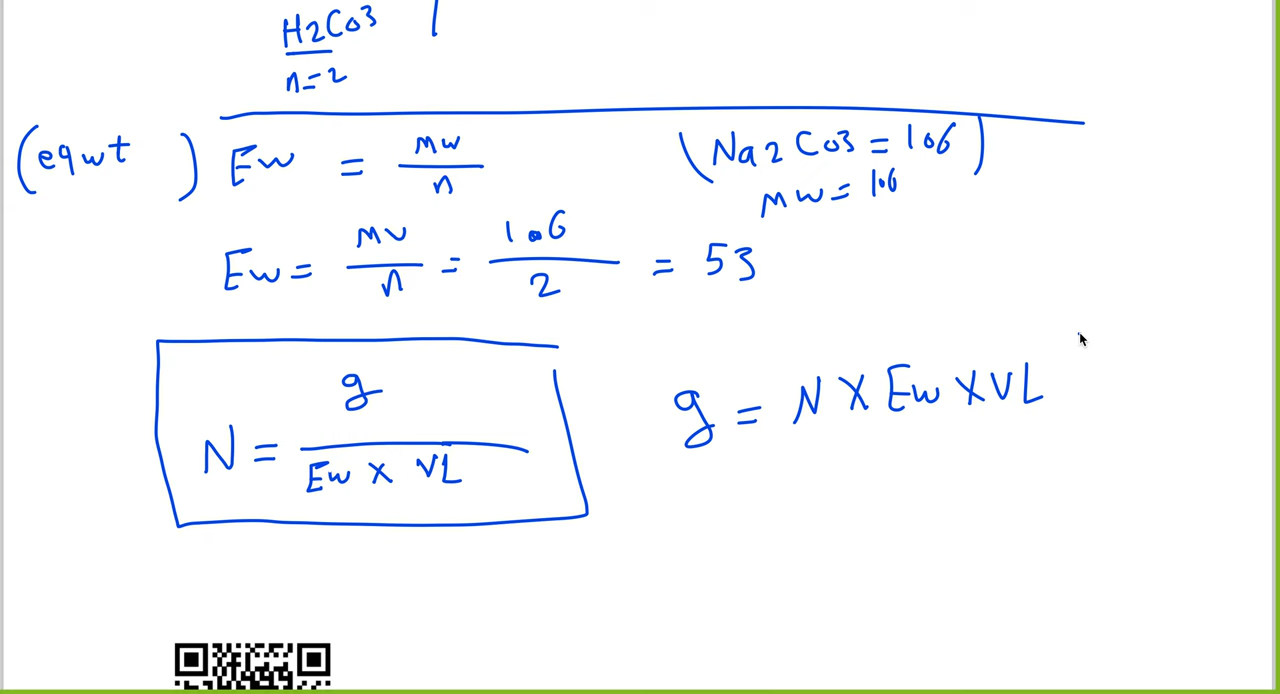 H2Co3
n=2
(eqwt ) Ew = Mw / n (Na2Co3 = 106)
Mw = 106
Ew = Mw / n = 106 / 2 = 53
N = g / Ew x VL
g = N x Ew x VL